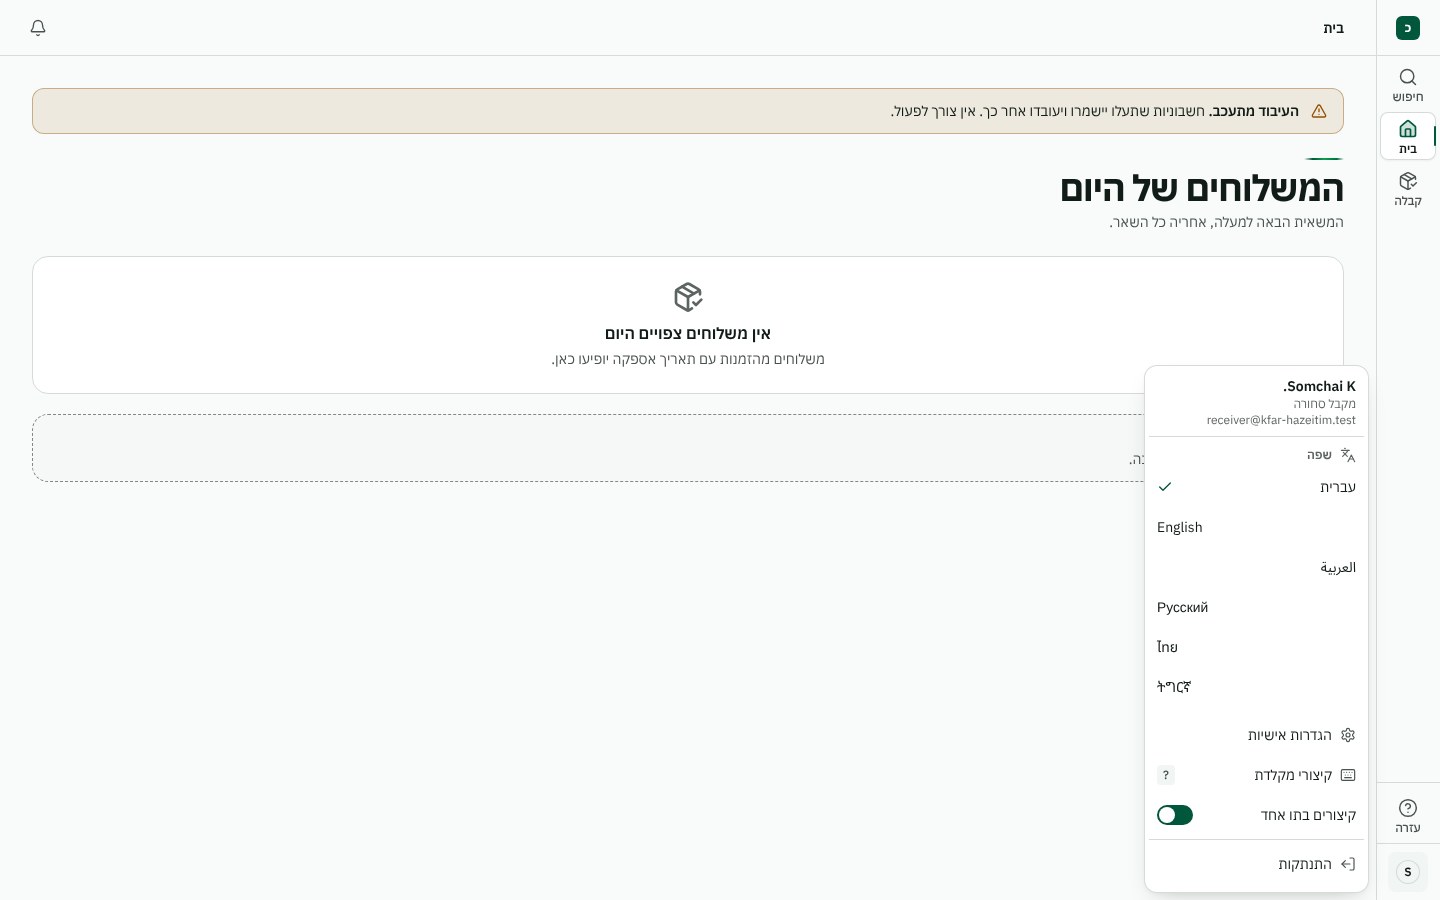 כ
בית
חיפוש
בית
קבלה
העיבוד מתעכב. חשבוניות שתעלו יישמרו ויעובדו אחר כך. אין צורך לפעול.
המשלוחים של היום
המשאית הבאה למעלה, אחריה כל השאר.
אין משלוחים צפויים היום
משלוחים מהזמנות עם תאריך אספקה יופיעו כאן.
Somchai K.
מקבל סחורה
receiver@kfar-hazeitim.test
שפה
עברית
English
العربية
Русский
ไทย
ትግርኛ
הגדרות אישיות
קיצורי מקלדת ?
קיצורים בתו אחד
התנתקות
עזרה
S